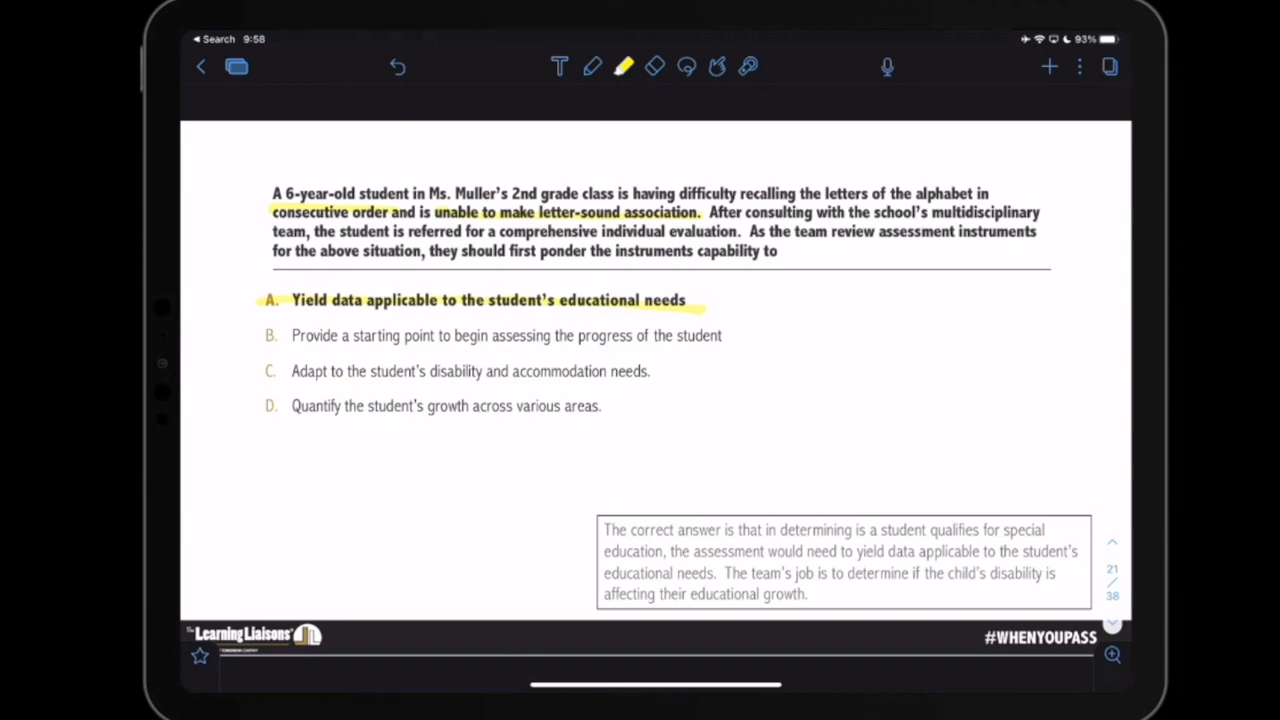 Search 9:58
93%
A 6-year-old student in Ms. Muller's 2nd grade class is having difficulty recalling the letters of the alphabet in
consecutive order and is unable to make letter-sound association. After consulting with the school's multidisciplinary
team, the student is referred for a comprehensive individual evaluation. As the team review assessment instruments
for the above situation, they should first ponder the instruments capability to
A. Yield data applicable to the student's educational needs
B. Provide a starting point to begin assessing the progress of the student
C. Adapt to the student's disability and accommodation needs.
D. Quantify the student's growth across various areas.
The correct answer is that in determining is a student qualifies for special
education, the assessment would need to yield data applicable to the student's
educational needs. The team's job is to determine if the child's disability is
affecting their educational growth.
21
/
38
The Learning Liaisons
#WHENYOUPASS